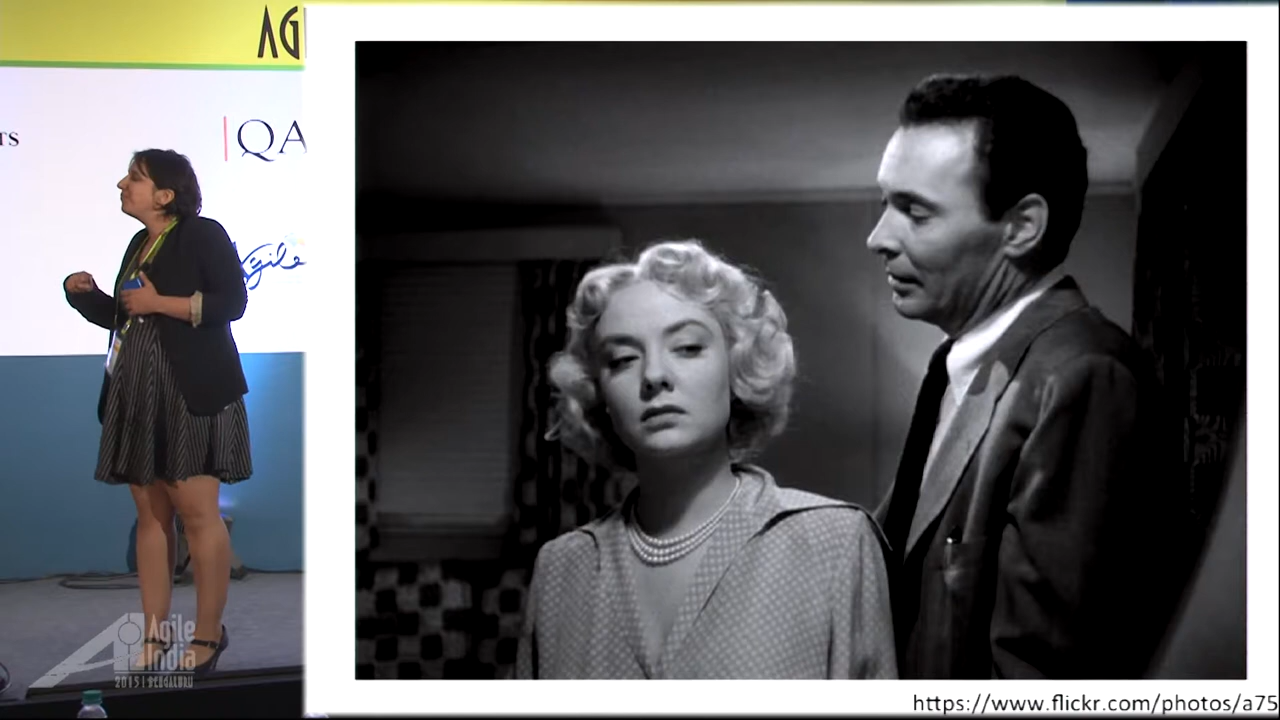 AG
TS
|QA
Agile
Agile
India
2015 | BENGALURU
https://www.flickr.com/photos/a75